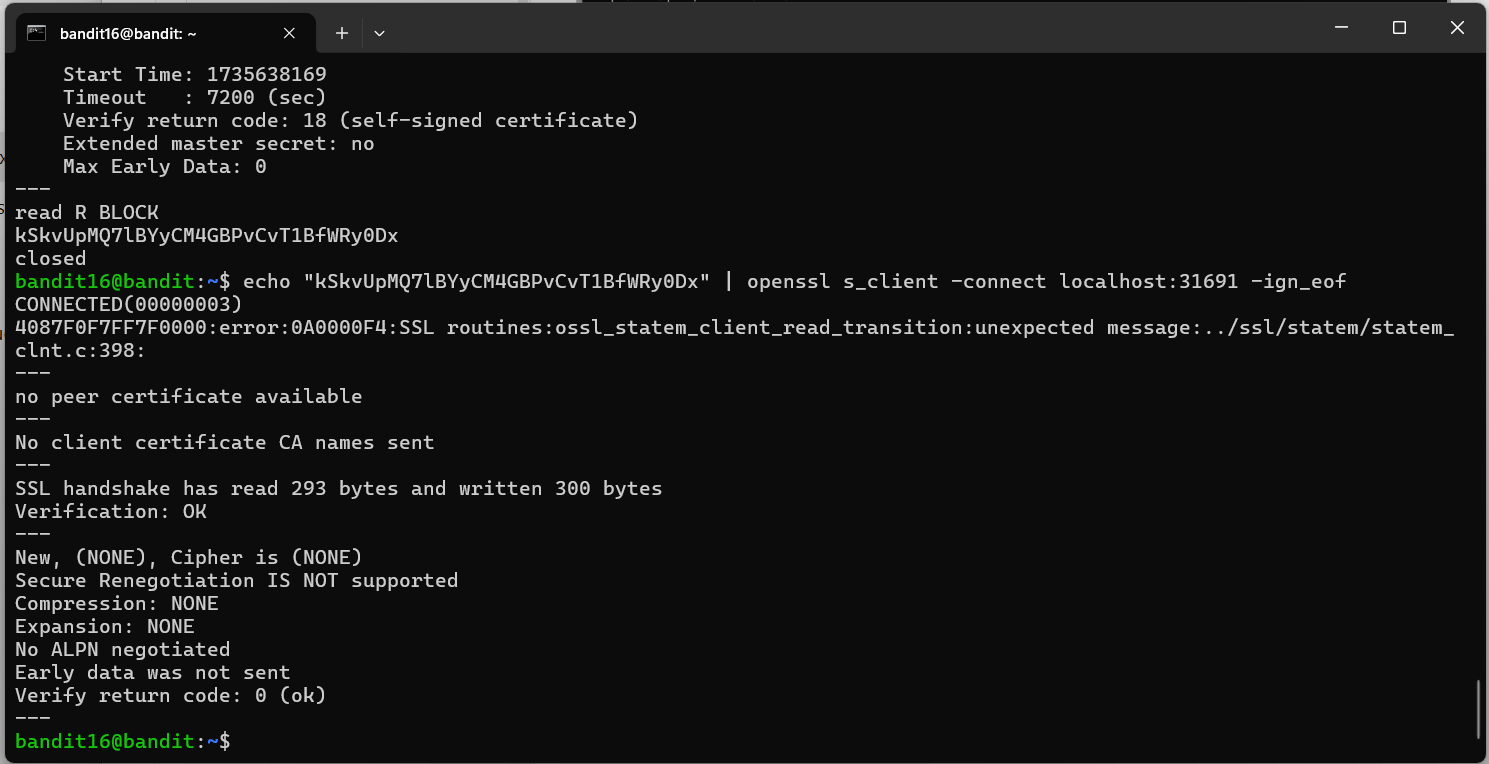 bandit16@bandit: ~
Start Time: 1735638169
Timeout   : 7200 (sec)
Verify return code: 18 (self-signed certificate)
Extended master secret: no
Max Early Data: 0
---
read R BLOCK
kSkvUpMQ7lBYyCM4GBPvCvT1BfWRy0Dx
closed
bandit16@bandit:~$ echo "kSkvUpMQ7lBYyCM4GBPvCvT1BfWRy0Dx" | openssl s_client -connect localhost:31691 -ign_eof
CONNECTED(00000003)
4087F0F7FF7F0000:error:0A0000F4:SSL routines:ossl_statem_client_read_transition:unexpected message:../ssl/statem/statem_
clnt.c:398:
---
no peer certificate available
---
No client certificate CA names sent
---
SSL handshake has read 293 bytes and written 300 bytes
Verification: OK
---
New, (NONE), Cipher is (NONE)
Secure Renegotiation IS NOT supported
Compression: NONE
Expansion: NONE
No ALPN negotiated
Early data was not sent
Verify return code: 0 (ok)
---
bandit16@bandit:~$